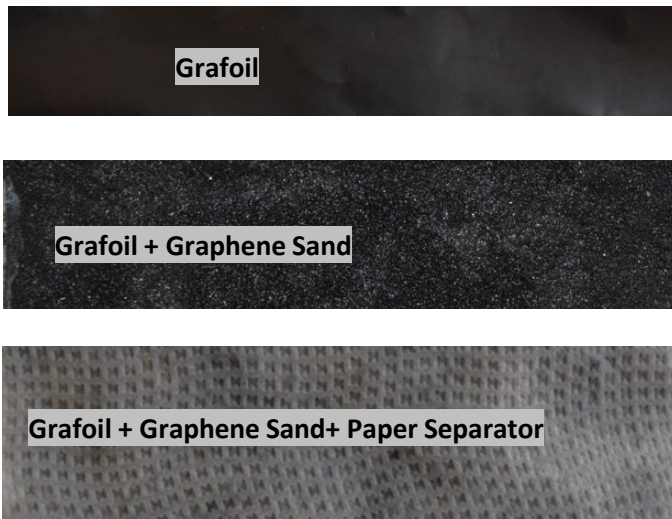 Grafoil
Grafoil + Graphene Sand
Grafoil + Graphene Sand+ Paper Separator